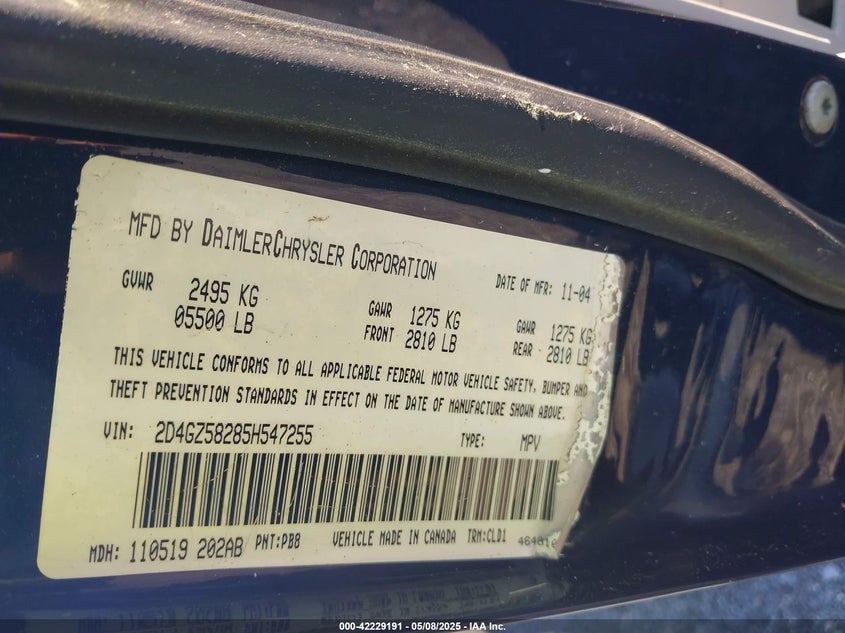 MFD BY DAIMLERCHRYSLER CORPORATION
DATE OF MFR: 11-04
GVWR 2495 KG
05500 LB
GAWR 1275 KG
FRONT 2810 LB
GAWR 1275 KG
REAR 2810 LB
THIS VEHICLE CONFORMS TO ALL APPLICABLE FEDERAL MOTOR VEHICLE SAFETY, BUMPER AND
THEFT PREVENTION STANDARDS IN EFFECT ON THE DATE OF MANUFACTURE SHOWN ABOVE.
VIN: 2D4GZ58285H547255 TYPE: MPV
MDH: 110519 202AB PNT:PB8 VEHICLE MADE IN CANADA TRM:CLD1
000-42229191 - 05/08/2025 - IAA Inc.